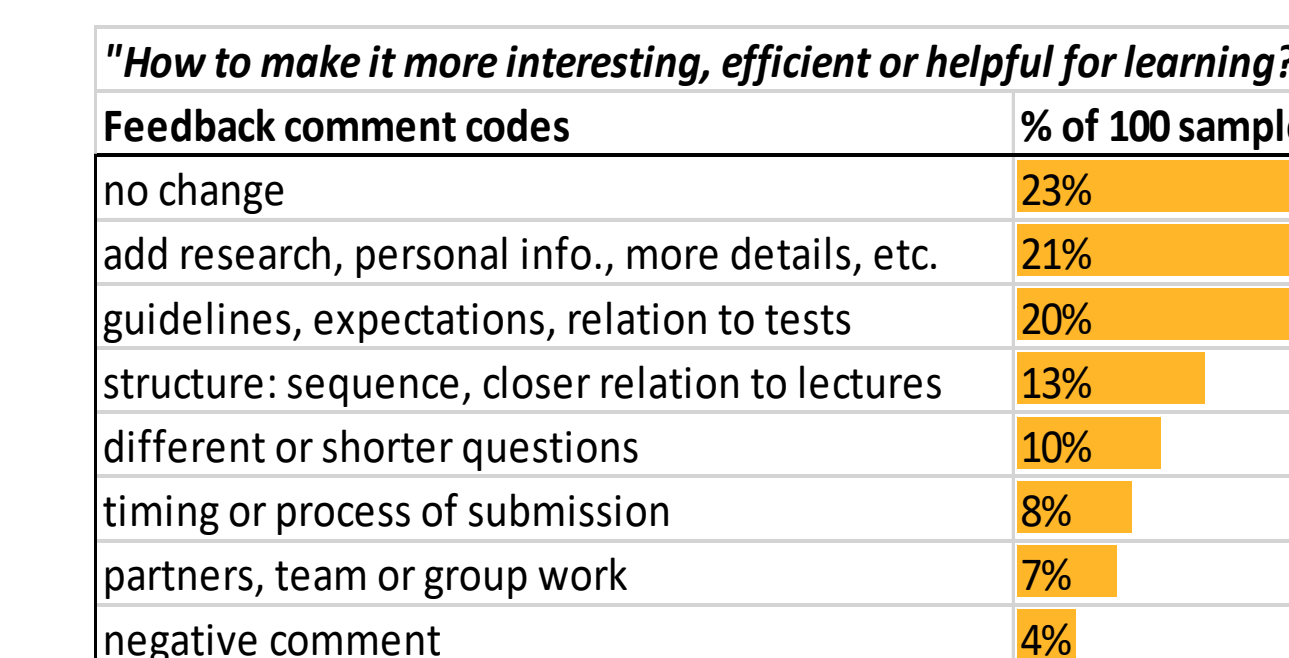 "How to make it more interesting, efficient or helpful for learning?
Feedback comment codes % of 100
no change 23%
add research, personal info., more details, etc. 21%
guidelines, expectations, relation to tests 20%
structure: sequence, closer relation to lectures 13%
different or shorter questions 10%
timing or process of submission 8%
partners, team or group work 7%
negative comment 4%